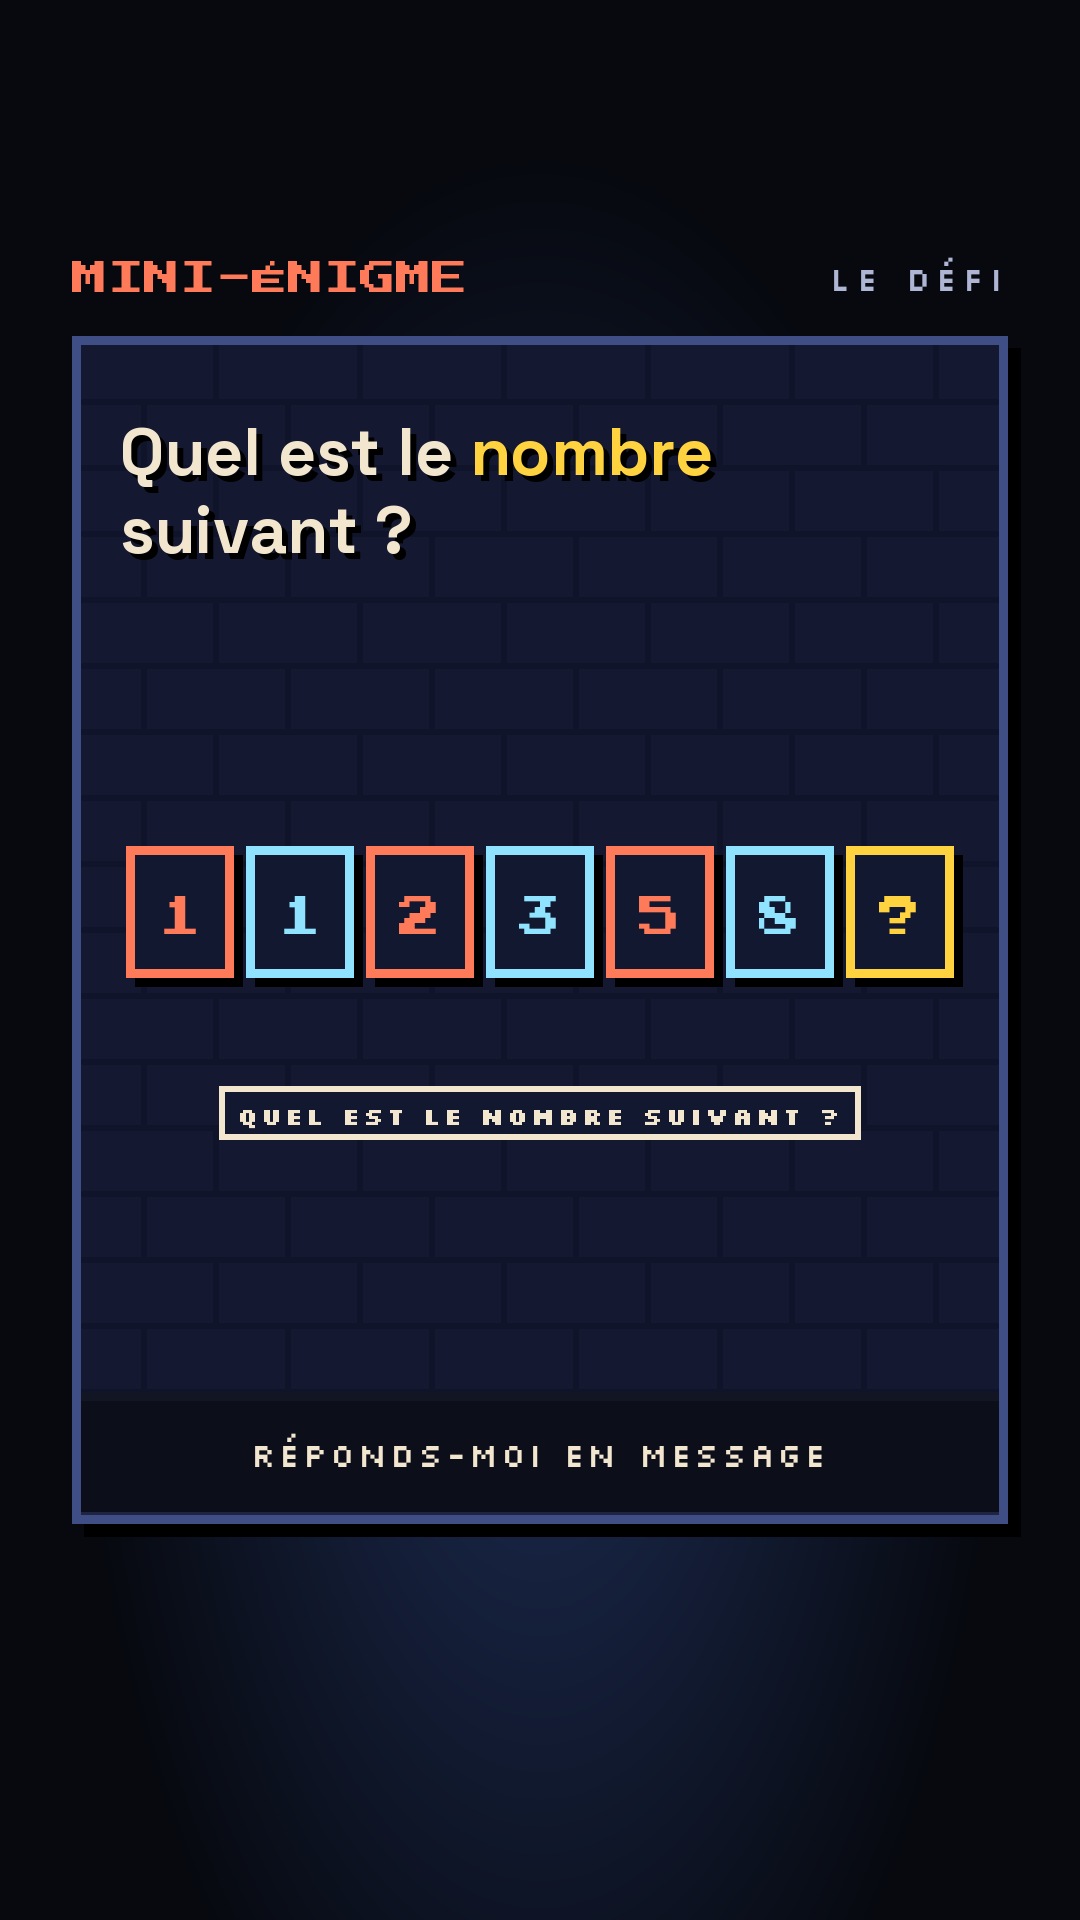 MINI-ÉNIGME
LE DÉFI
Quel est le nombre
suivant ?
1 1 2 3 5 8 ?
QUEL EST LE NOMBRE SUIVANT ?
RÉPONDS-MOI EN MESSAGE